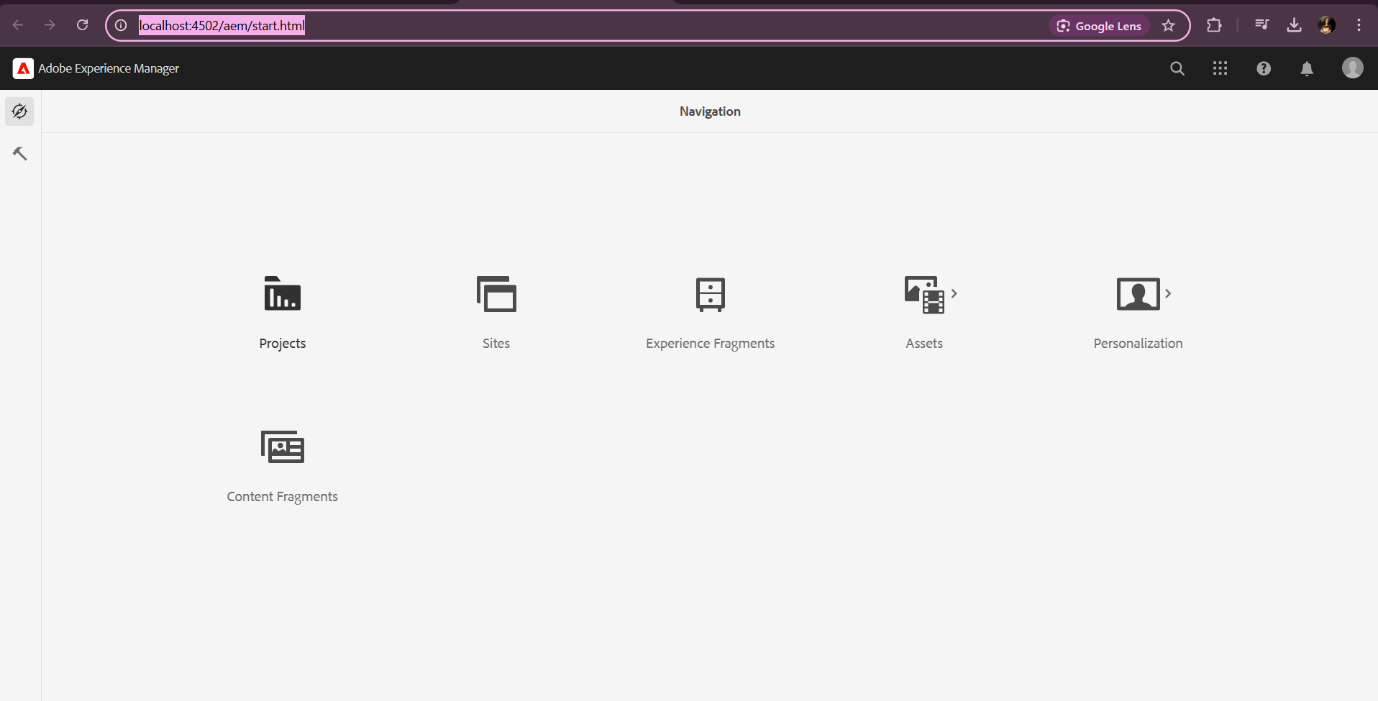 localhost:4502/aem/start.html
Google Lens
Adobe Experience Manager
Navigation
Projects
Sites
Experience Fragments
Assets
Personalization
Content Fragments